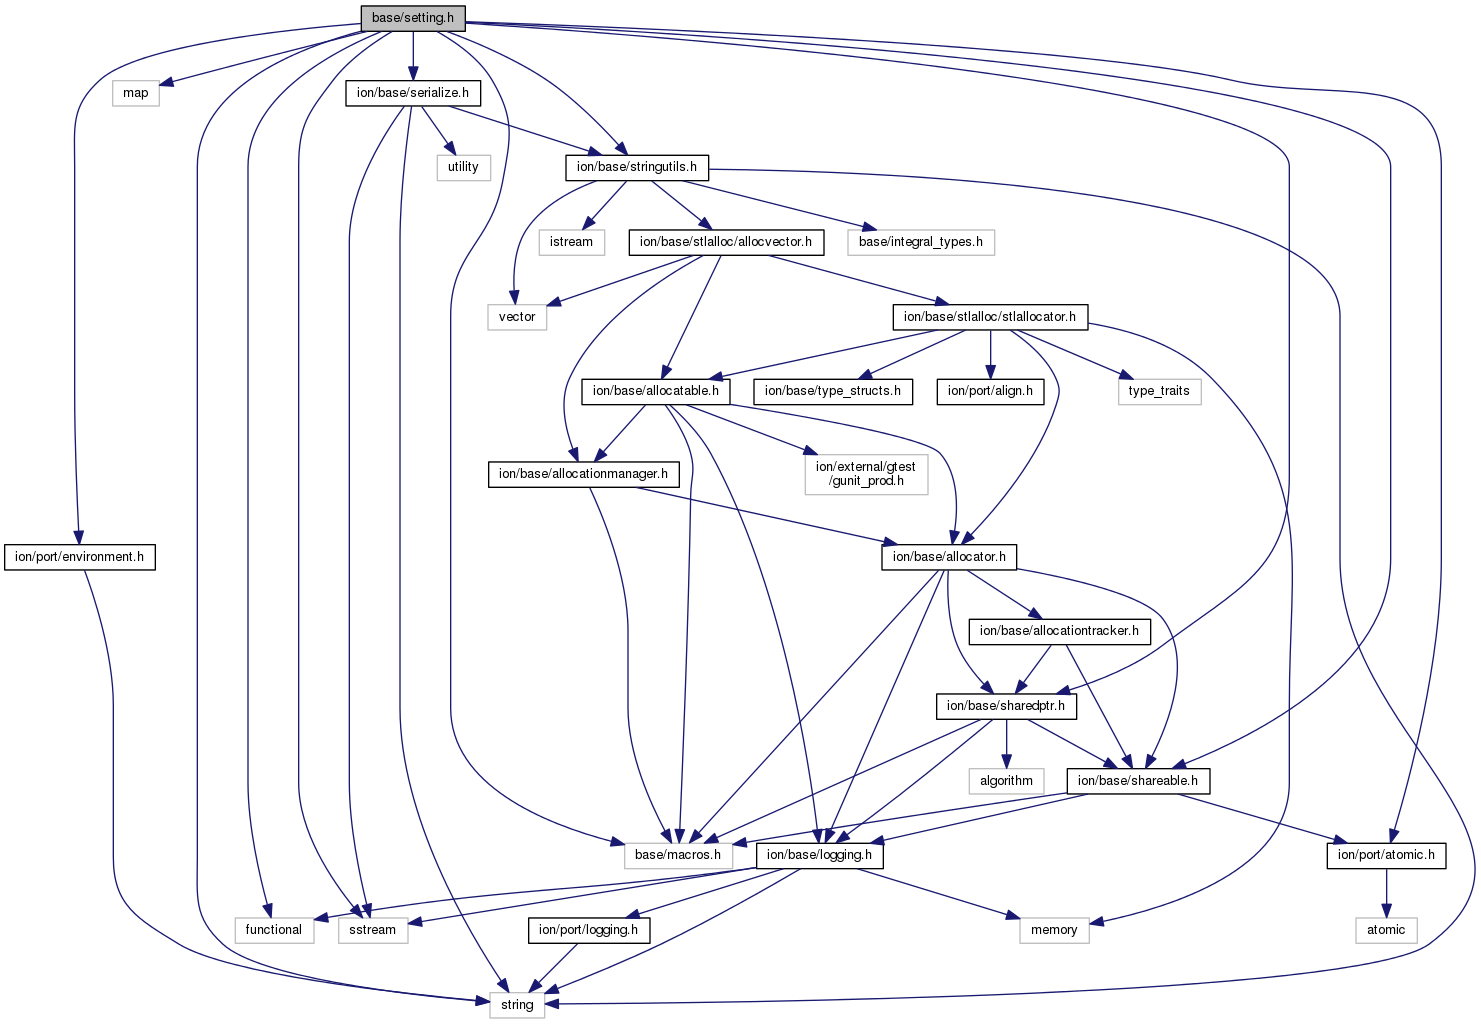 base/setting.h
map
ion/base/serialize.h
utility
ion/base/stringutils.h
istream
ion/base/stlalloc/allocvector.h
base/integral_types.h
vector
ion/base/stlalloc/stlallocator.h
ion/base/allocatable.h
ion/base/type_structs.h
ion/port/align.h
type_traits
ion/base/allocationmanager.h
ion/external/gtest
/gunit_prod.h
ion/port/environment.h
ion/base/allocator.h
ion/base/allocationtracker.h
ion/base/sharedptr.h
algorithm
ion/base/shareable.h
base/macros.h
ion/base/logging.h
ion/port/atomic.h
functional
sstream
ion/port/logging.h
memory
atomic
string